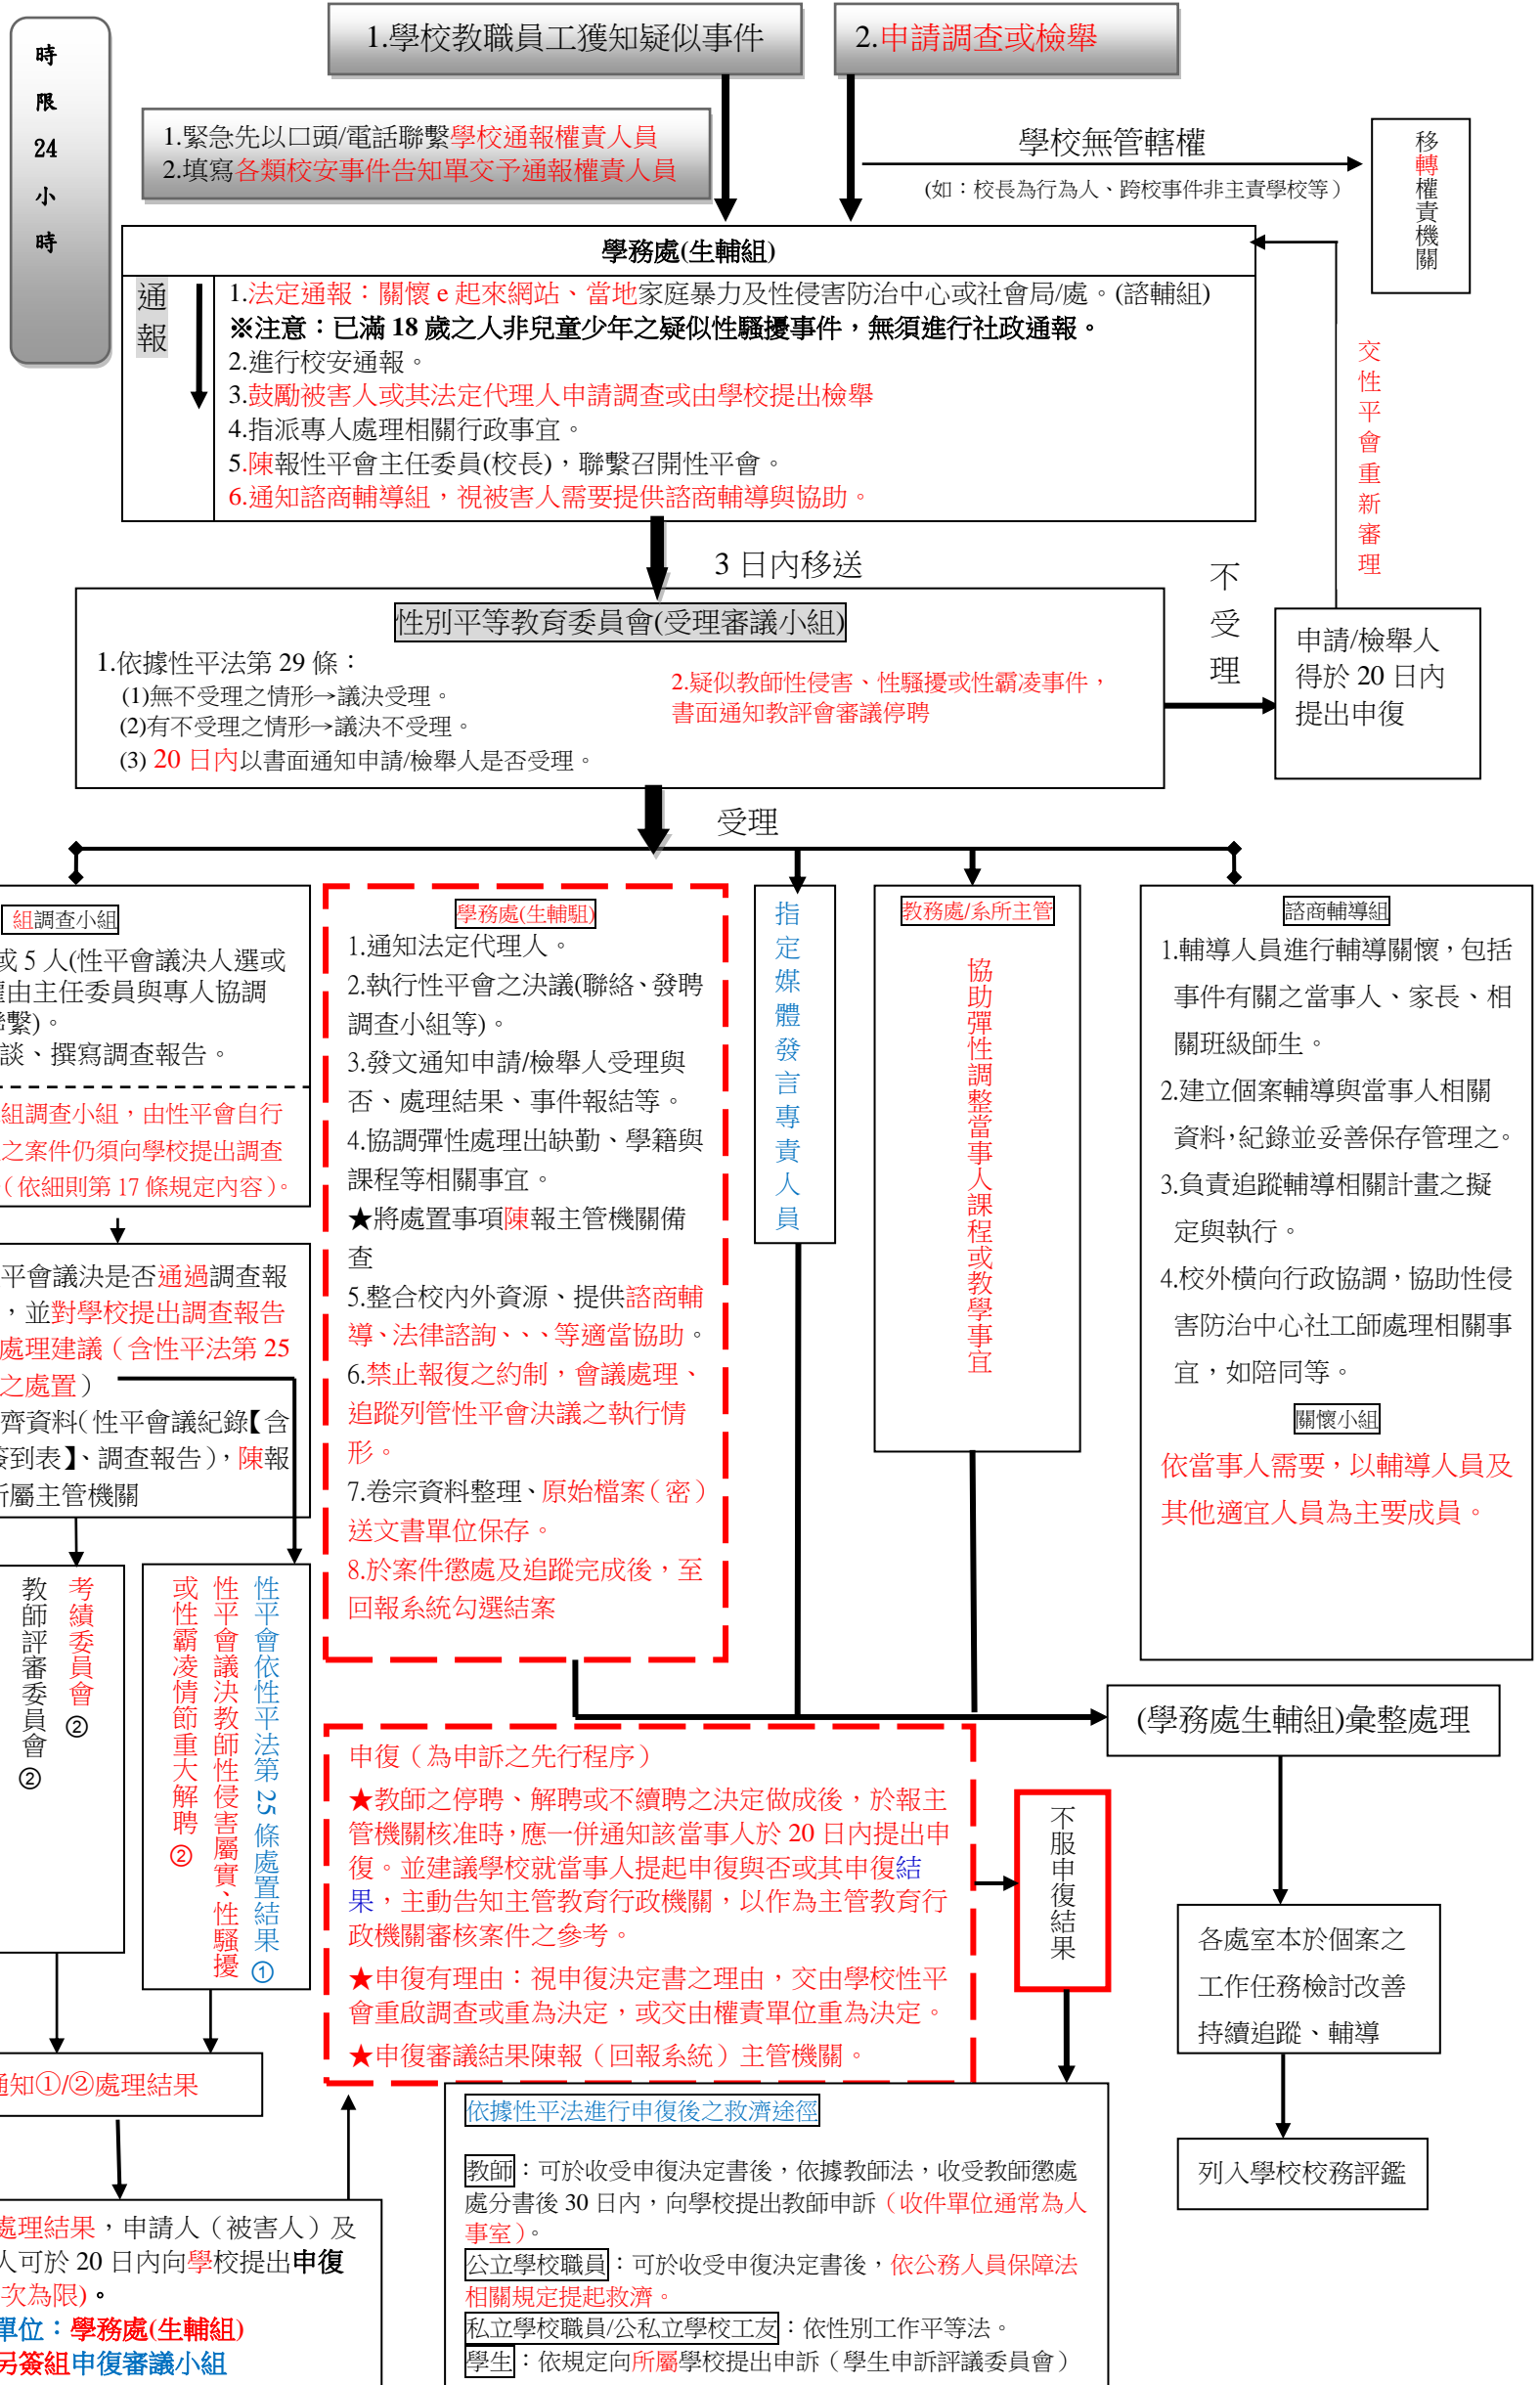 時
限
24
小
時
1.學校教職員工獲知疑似事件
2.申請調查或檢舉
1.緊急先以口頭/電話聯繫學校通報權責人員
2.填寫各類校安事件告知單交予通報權責人員
學校無管轄權
(如：校長為行為人、跨校事件非主責學校等）
移轉權責機關
學務處(生輔組)
通報
1.法定通報：關懷 e 起來網站、當地家庭暴力及性侵害防治中心或社會局/處。(諮輔組)
※注意：已滿 18 歲之人非兒童少年之疑似性騷擾事件，無須進行社政通報。
2.進行校安通報。
3.鼓勵被害人或其法定代理人申請調查或由學校提出檢舉
4.指派專人處理相關行政事宜。
5.陳報性平會主任委員(校長)，聯繫召開性平會。
6.通知諮商輔導組，視被害人需要提供諮商輔導與協助。
交性平會重新審理
3 日內移送
不受理
性別平等教育委員會(受理審議小組)
1.依據性平法第 29 條：
(1)無不受理之情形→議決受理。
(2)有不受理之情形→議決不受理。
(3) 20 日內以書面通知申請/檢舉人是否受理。
2.疑似教師性侵害、性騷擾或性霸凌事件，
書面通知教評會審議停聘
申請/檢舉人
得於 20 日內
提出申復
受理
組調查小組
或 5 人(性平會議決人選或
由主任委員與專人協調
繫)。
談、撰寫調查報告。
組調查小組，由性平會自行
之案件仍須向學校提出調查
（依細則第 17 條規定內容）。
平會議決是否通過調查報
，並對學校提出調查報告
處理建議（含性平法第 25
之處置）
齊資料（性平會議紀錄【含
簽到表】、調查報告），陳報
所屬主管機關
考績委員會②
教師評審委員會②
性平會依性平法第 25 條處置結果①
性平會議決教師性侵害屬實、性騷擾
或性霸凌情節重大解聘②
通知①/②處理結果
處理結果，申請人（被害人）及
人可於 20 日內向學校提出申復
次為限)。
單位：學務處(生輔組)
另簽組申復審議小組
學務處(生輔駔)
1.通知法定代理人。
2.執行性平會之決議(聯絡、發聘
調查小組等)。
3.發文通知申請/檢舉人受理與
否、處理結果、事件報結等。
4.協調彈性處理出缺勤、學籍與
課程等相關事宜。
★將處置事項陳報主管機關備
查
5.整合校內外資源、提供諮商輔
導、法律諮詢、、、等適當協助。
6.禁止報復之約制，會議處理、
追蹤列管性平會決議之執行情
形。
7.卷宗資料整理、原始檔案（密）
送文書單位保存。
8.於案件懲處及追蹤完成後，至
回報系統勾選結案
指定媒體發言專責人員
教務處/系所主管
協助彈性調整當事人課程或教學事宜
諮商輔導組
1.輔導人員進行輔導關懷，包括
事件有關之當事人、家長、相
關班級師生。
2.建立個案輔導與當事人相關
資料，紀錄並妥善保存管理之。
3.負責追蹤輔導相關計畫之擬
定與執行。
4.校外橫向行政協調，協助性侵
害防治中心社工師處理相關事
宜，如陪同等。
關懷小組
依當事人需要，以輔導人員及
其他適宜人員為主要成員。
(學務處生輔組)彙整處理
申復（為申訴之先行程序）
★教師之停聘、解聘或不續聘之決定做成後，於報主
管機關核准時，應一併通知該當事人於 20 日內提出申
復。並建議學校就當事人提起申復與否或其申復結
果，主動告知主管教育行政機關，以作為主管教育行
政機關審核案件之參考。
★申復有理由：視申復決定書之理由，交由學校性平
會重啟調查或重為決定，或交由權責單位重為決定。
★申復審議結果陳報（回報系統）主管機關。
不服申復結果
各處室本於個案之
工作任務檢討改善
持續追蹤、輔導
列入學校校務評鑑
依據性平法進行申復後之救濟途徑
教師：可於收受申復決定書後，依據教師法，收受教師懲處
處分書後 30 日內，向學校提出教師申訴（收件單位通常為人
事室）。
公立學校職員：可於收受申復決定書後，依公務人員保障法
相關規定提起救濟。
私立學校職員/公私立學校工友：依性別工作平等法。
學生：依規定向所屬學校提出申訴（學生申訴評議委員會）